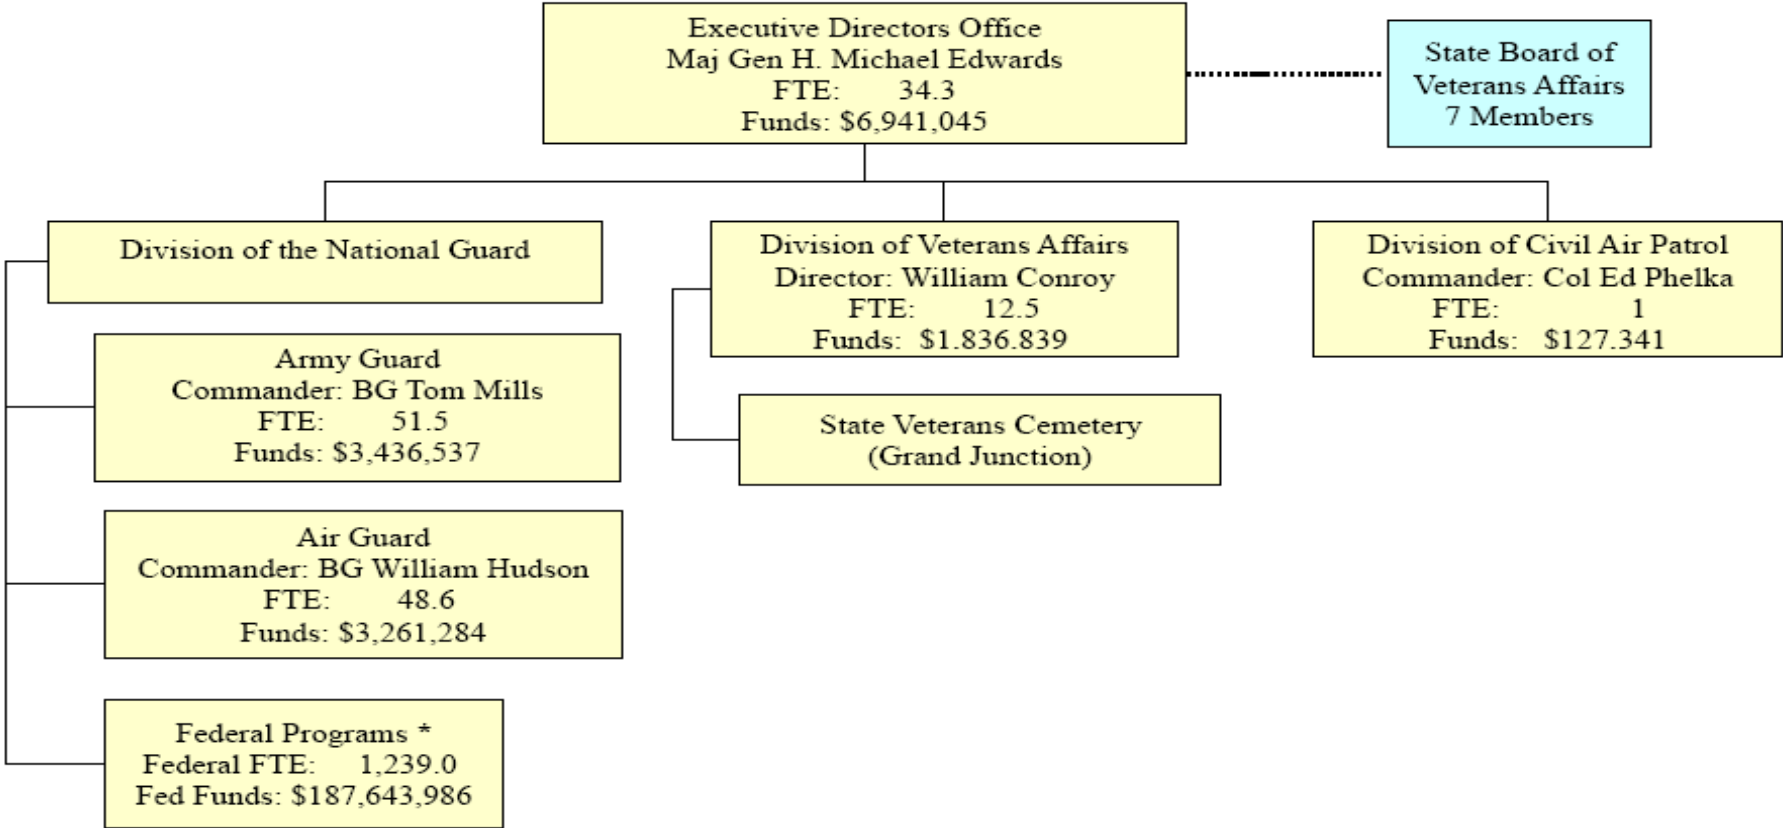 Executive Directors Office
Maj Gen H. Michael Edwards
FTE: 34.3
Funds: $6,941,045
State Board of
Veterans Affairs
7 Members
Division of the National Guard
Division of Veterans Affairs
Director: William Conroy
FTE: 12.5
Funds: $1.836.839
Division of Civil Air Patrol
Commander: Col Ed Phelka
FTE: 1
Funds: $127.341
Army Guard
Commander: BG Tom Mills
FTE: 51.5
Funds: $3,436,537
State Veterans Cemetery
(Grand Junction)
Air Guard
Commander: BG William Hudson
FTE: 48.6
Funds: $3,261,284
Federal Programs *
Federal FTE: 1,239.0
Fed Funds: $187,643,986